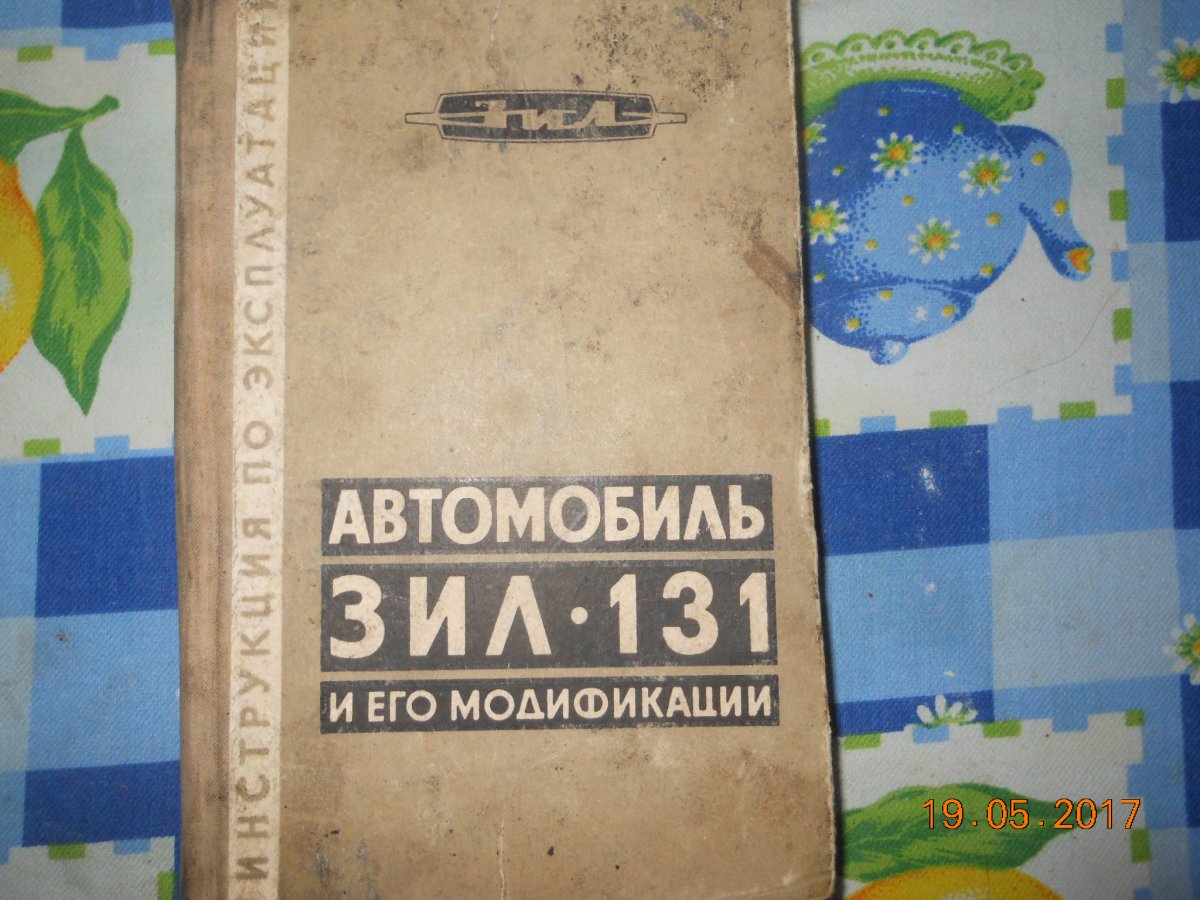 ИНСТРУКЦИЯ ПО ЭКСПЛУАТАЦИИ
ЗИЛ
АВТОМОБИЛЬ
ЗИЛ·131
И ЕГО МОДИФИКАЦИИ
19.05.2017